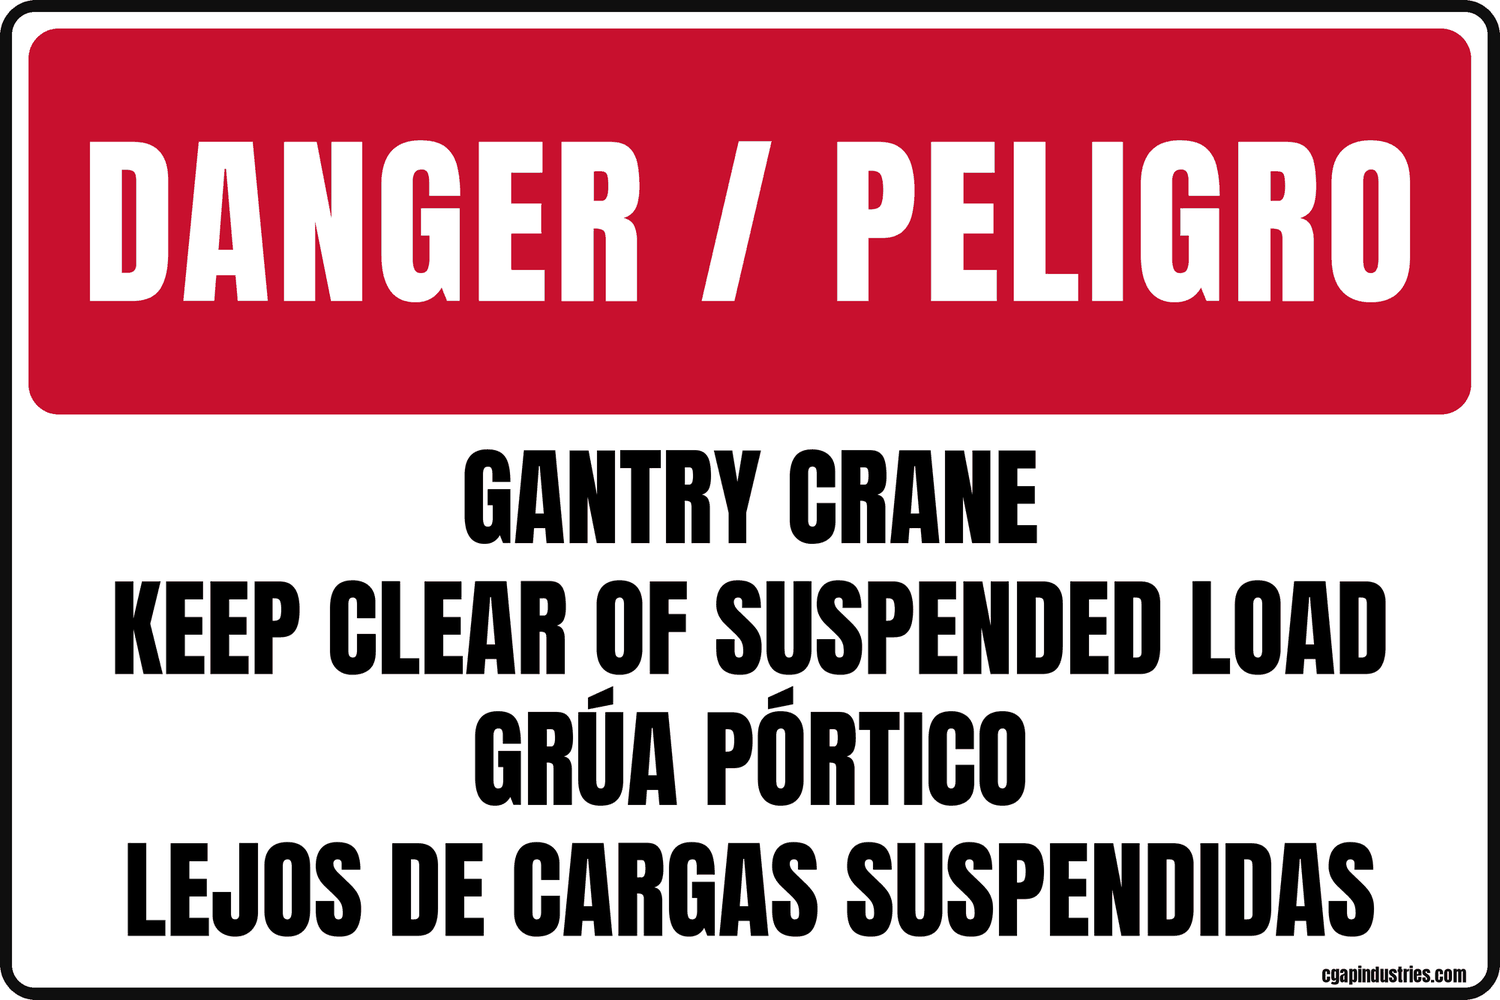 DANGER / PELIGRO
GANTRY CRANE
KEEP CLEAR OF SUSPENDED LOAD
GRÚA PÓRTICO
LEJOS DE CARGAS SUSPENDIDAS
cgapindustries.com